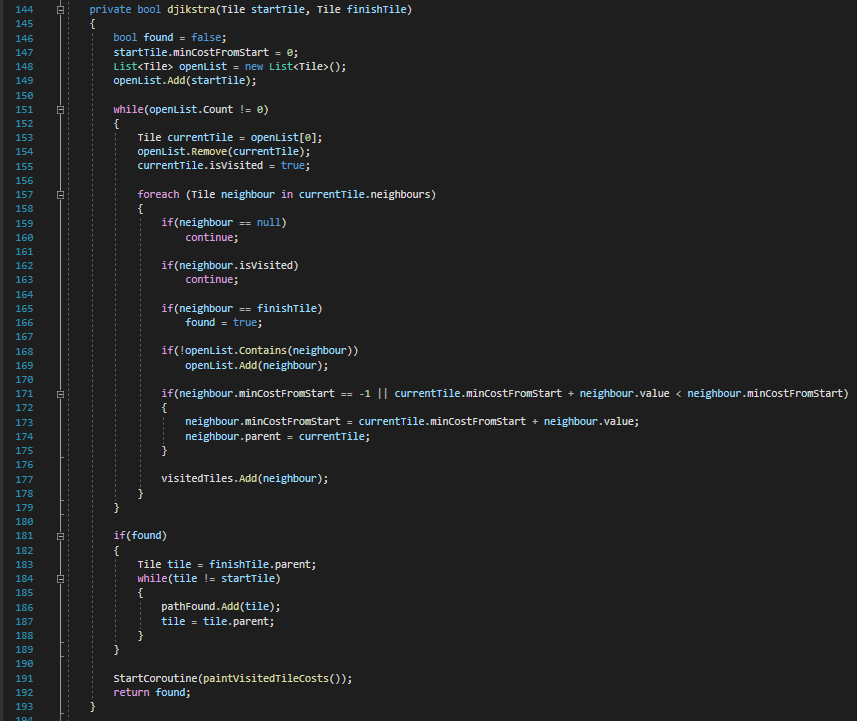 144 private bool djikstra(Tile startTile, Tile finishTile)
145 {
146 bool found = false;
147 startTile.minCostFromStart = 0;
148 List<Tile> openList = new List<Tile>();
149 openList.Add(startTile);
150
151 while(openList.Count != 0)
152 {
153 Tile currentTile = openList[0];
154 openList.Remove(currentTile);
155 currentTile.isVisited = true;
156
157 foreach (Tile neighbour in currentTile.neighbours)
158 {
159 if(neighbour == null)
160 continue;
161
162 if(neighbour.isVisited)
163 continue;
164
165 if(neighbour == finishTile)
166 found = true;
167
168 if(!openList.Contains(neighbour))
169 openList.Add(neighbour);
170
171 if(neighbour.minCostFromStart == -1 || currentTile.minCostFromStart + neighbour.value < neighbour.minCostFromStart)
172 {
173 neighbour.minCostFromStart = currentTile.minCostFromStart + neighbour.value;
174 neighbour.parent = currentTile;
175 }
176
177 visitedTiles.Add(neighbour);
178 }
179 }
180
181 if(found)
182 {
183 Tile tile = finishTile.parent;
184 while(tile != startTile)
185 {
186 pathFound.Add(tile);
187 tile = tile.parent;
188 }
189 }
190
191 StartCoroutine(paintVisitedTileCosts());
192 return found;
193 }
194